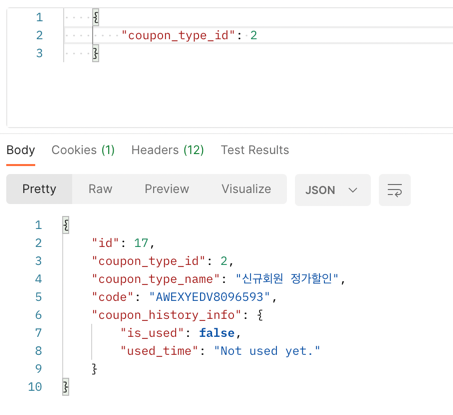 1 {
2 "coupon_type_id": 2
3 }
Body Cookies (1) Headers (12) Test Results
Pretty Raw Preview Visualize JSON
1 {
2 "id": 17,
3 "coupon_type_id": 2,
4 "coupon_type_name": "신규회원 정가할인",
5 "code": "AWEXYEDV8096593",
6 "coupon_history_info": {
7 "is_used": false,
8 "used_time": "Not used yet."
9 }
10 }